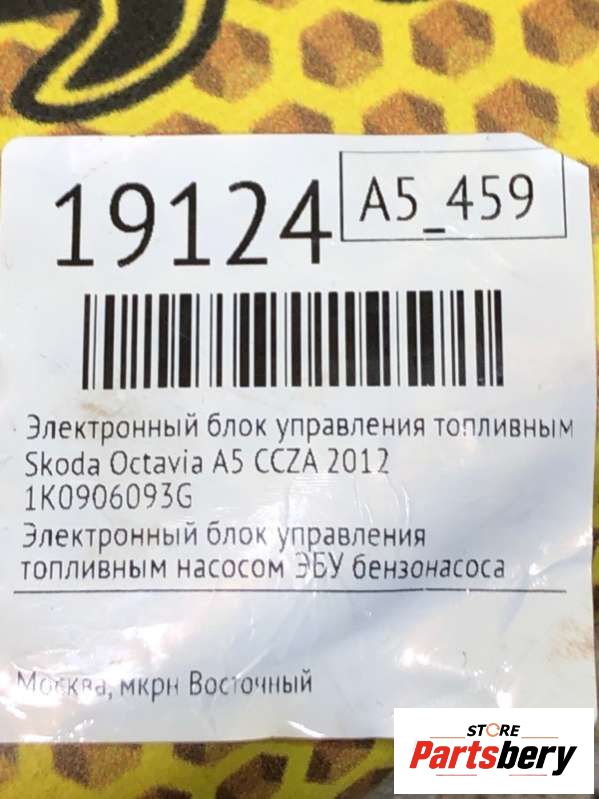 19124
A5_459
Электронный блок управления топливным
Skoda Octavia A5 CCZA 2012
1K0906093G
Электронный блок управления
топливным насосом ЭБУ бензонасоса
Москва, мкрн Восточный
STORE
Partsbery